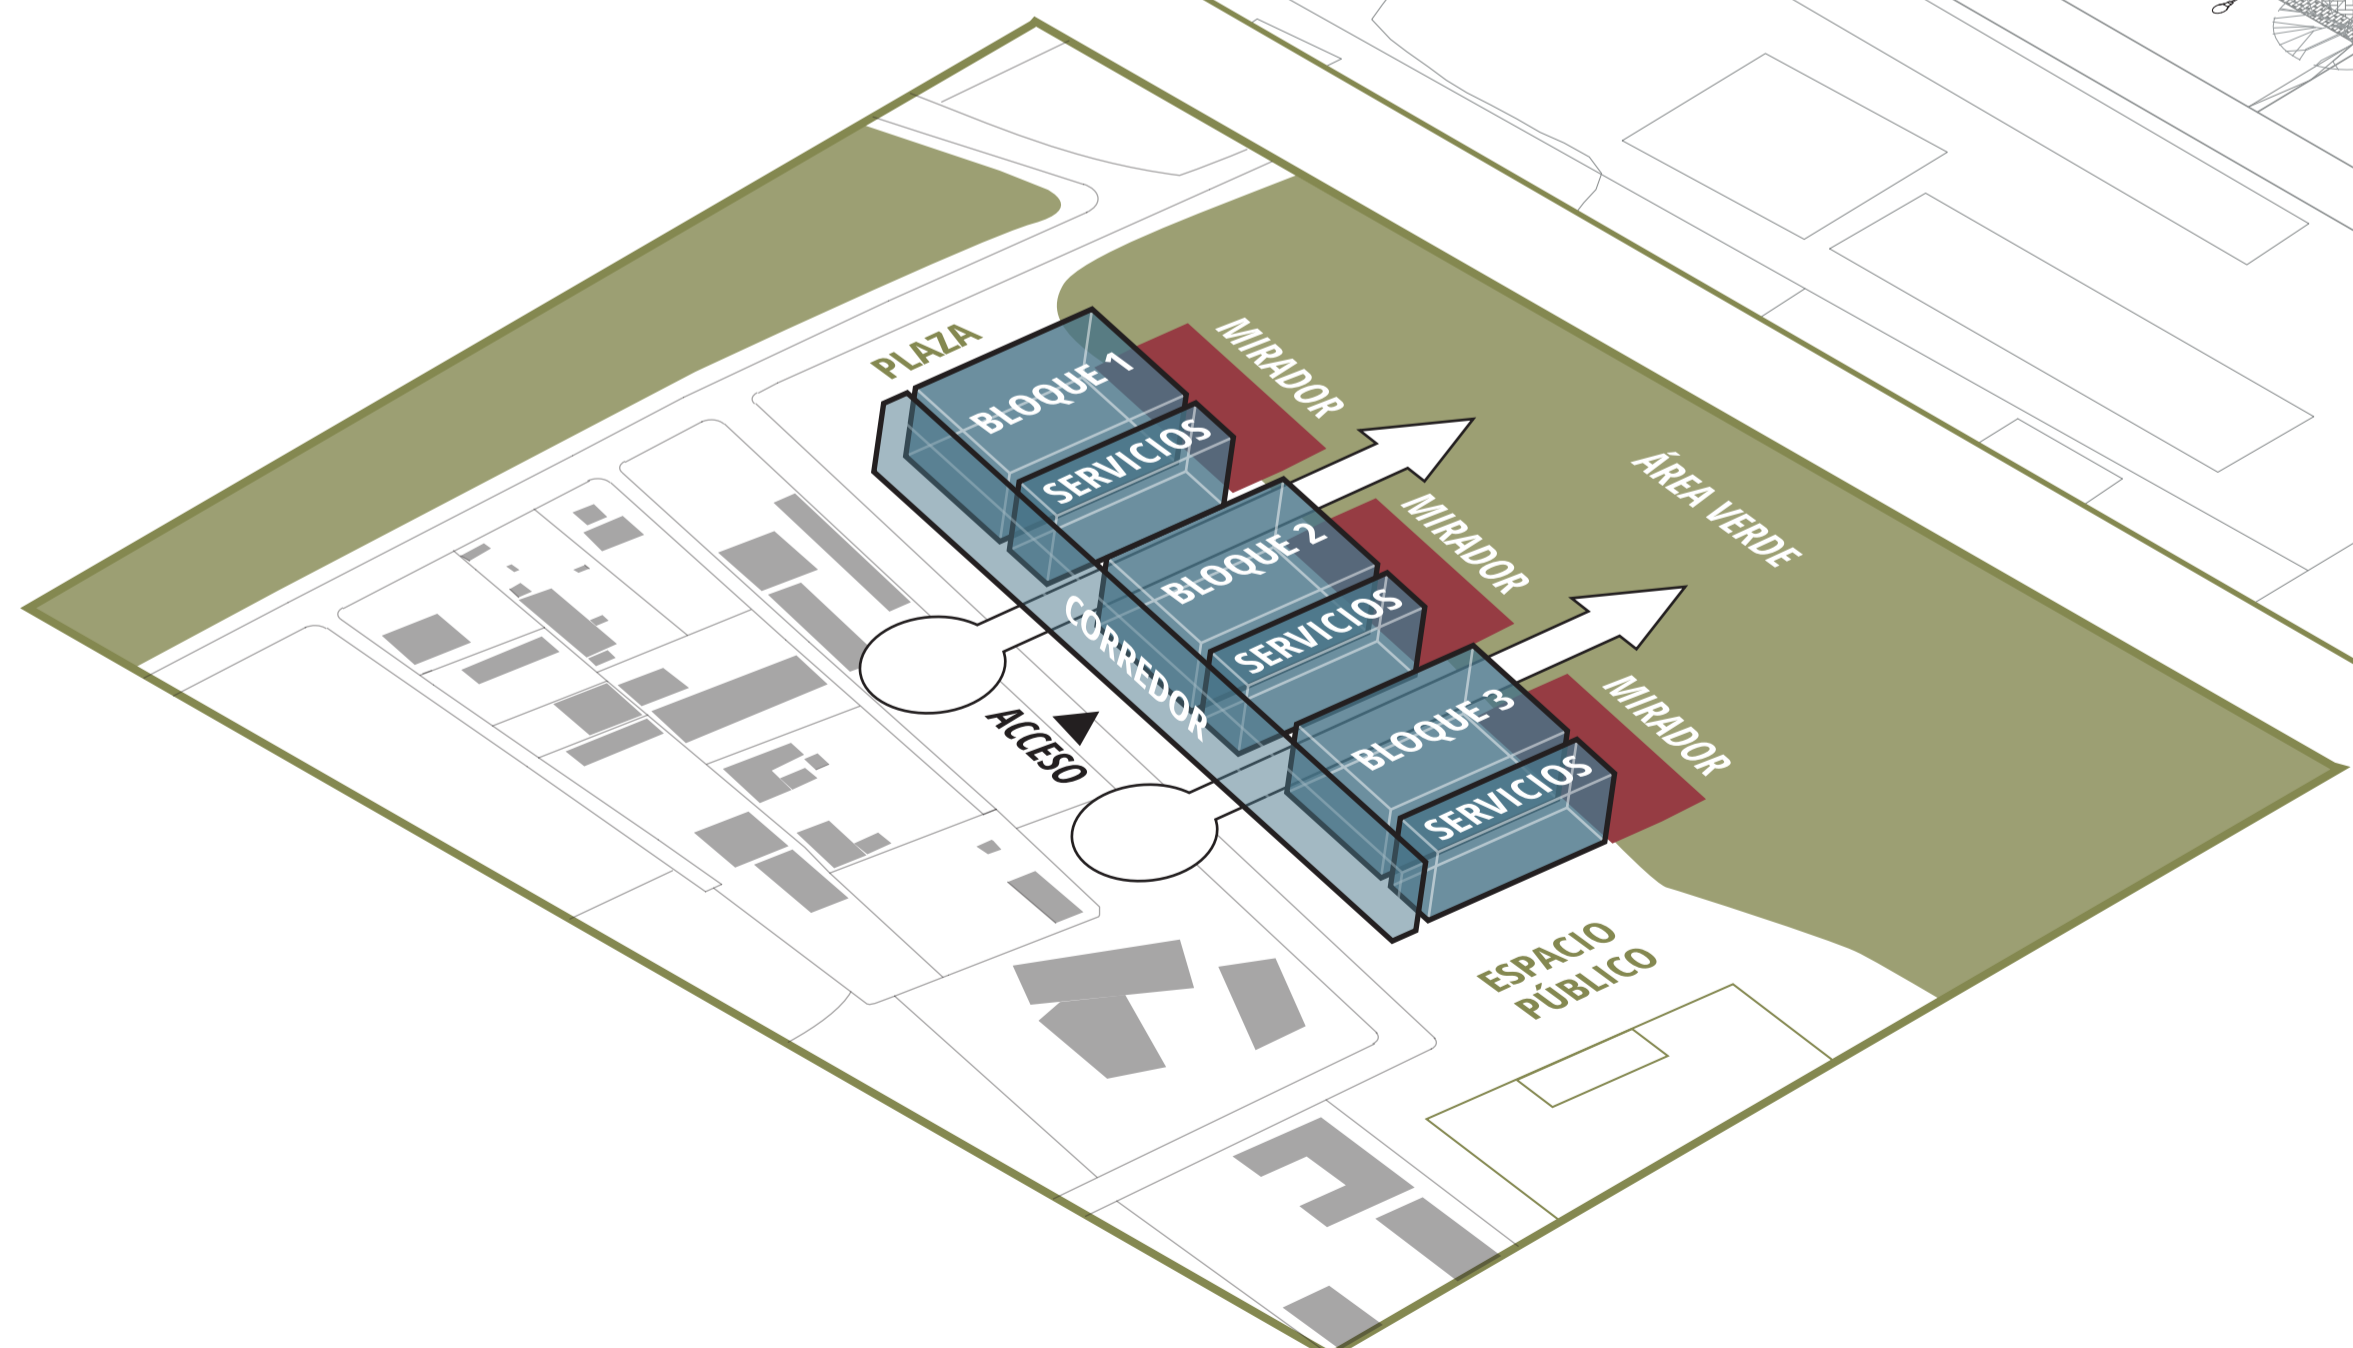 PLAZA
BLOQUE 1
SERVICIOS
MIRADOR
BLOQUE 2
SERVICIOS
MIRADOR
ÁREA VERDE
CORREDOR
ACCESO
BLOQUE 3
SERVICIOS
MIRADOR
ESPACIO
PÚBLICO